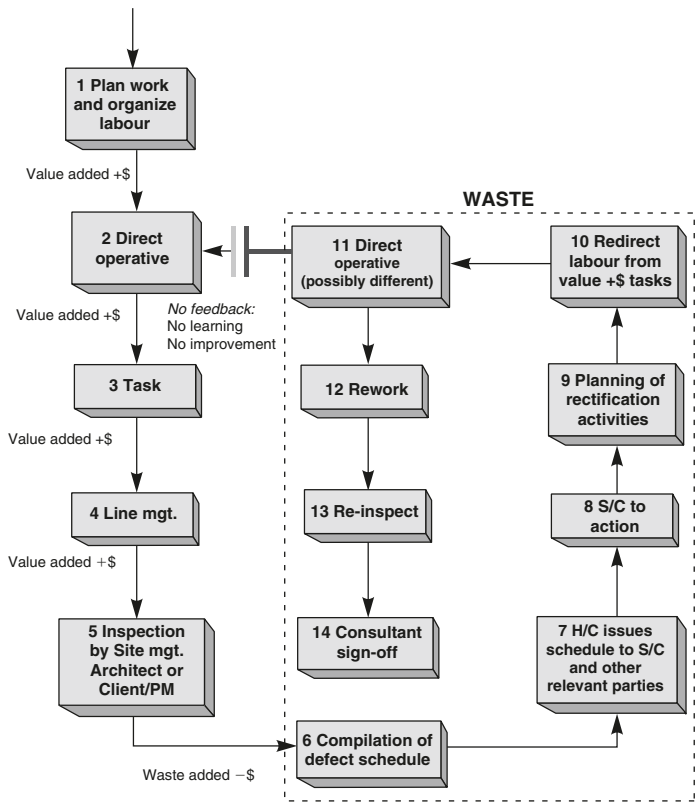 1 Plan work
and organize
labour
Value added +$
2 Direct
operative
Value added +$
No feedback:
No learning
No improvement
3 Task
Value added +$
4 Line mgt.
Value added +$
5 Inspection
by Site mgt.
Architect or
Client/PM
Waste added −$
WASTE
6 Compilation of
defect schedule
7 H/C issues
schedule to S/C
and other
relevant parties
8 S/C to
action
9 Planning of
rectification
activities
10 Redirect
labour from
value +$ tasks
11 Direct
operative
(possibly different)
12 Rework
13 Re-inspect
14 Consultant
sign-off